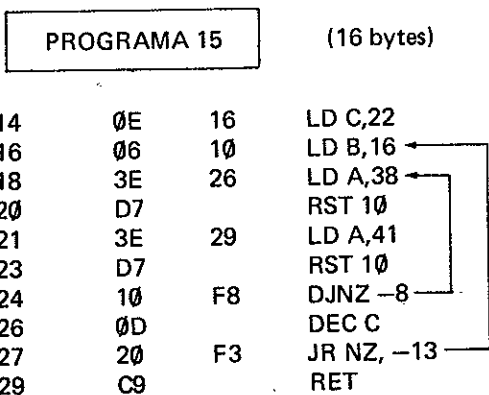 PROGRAMA 15 (16 bytes)
14 ØE 16 LD C,22
16 Ø6 1Ø LD B,16
18 3E 26 LD A,38
2Ø D7 RST 1Ø
21 3E 29 LD A,41
23 D7 RST 1Ø
24 1Ø F8 DJNZ –8
26 ØD DEC C
27 2Ø F3 JR NZ, –13
29 C9 RET